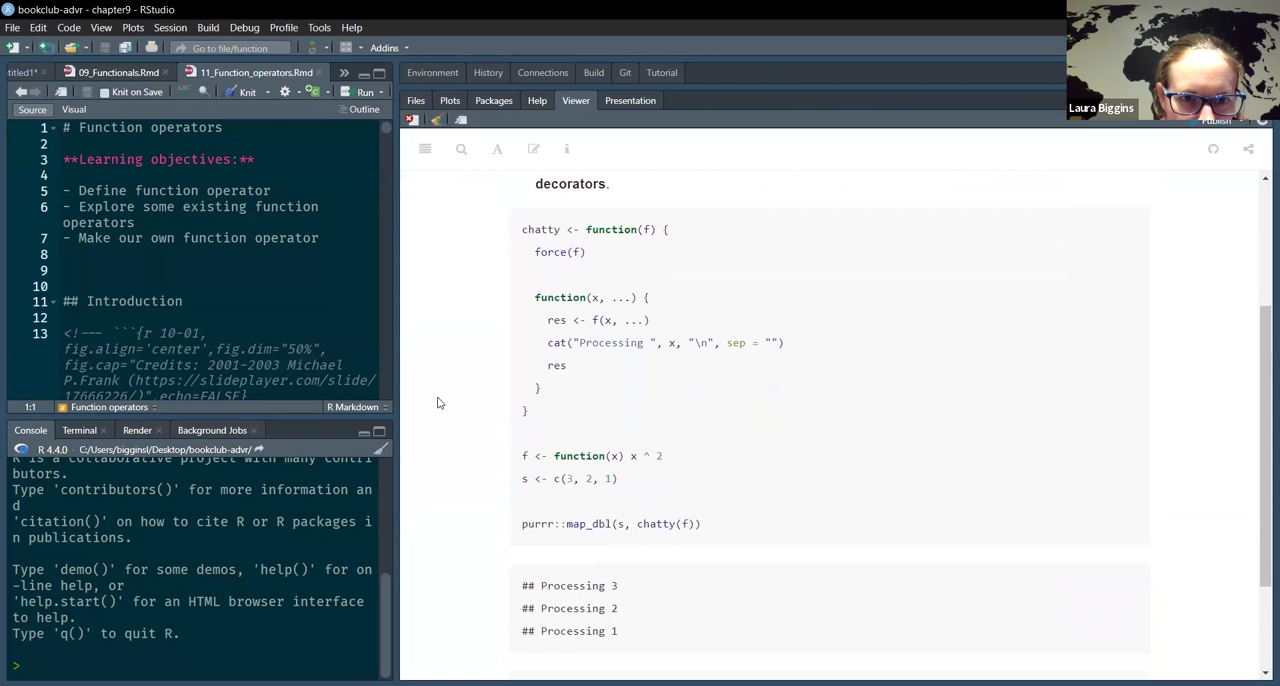 bookclub-advr - chapter9 - RStudio
File Edit Code View Plots Session Build Debug Profile Tools Help
Go to file/function Addins
titled1* 09_Functionals.Rmd 11_Function_operators.Rmd
Knit on Save Knit Run
Source Visual Outline
1 # Function operators
2
3 **Learning objectives:**
4
5 - Define function operator
6 - Explore some existing function
operators
7 - Make our own function operator
8
9
10
11 ## Introduction
12
13 <!--- ```{r 10-01,
fig.align='center',fig.dim="50%",
fig.cap="Credits: 2001-2003 Michael
P.Frank (https://slideplayer.com/slide/
17666226/)",echo=FALSE}
1:1 Function operators R Markdown
Console Terminal Render Background Jobs
R 4.4.0 · C:/Users/bigginsl/Desktop/bookclub-advr/
R is a collaborative project with many contri
butors.
Type 'contributors()' for more information an
d
'citation()' on how to cite R or R packages i
n publications.
Type 'demo()' for some demos, 'help()' for on
-line help, or
'help.start()' for an HTML browser interface
to help.
Type 'q()' to quit R.
>
Environment History Connections Build Git Tutorial
Files Plots Packages Help Viewer Presentation
Publish
decorators.
chatty <- function(f) {
force(f)
function(x, ...) {
res <- f(x, ...)
cat("Processing ", x, "\n", sep = "")
res
}
}
f <- function(x) x ^ 2
s <- c(3, 2, 1)
purrr::map_dbl(s, chatty(f))
## Processing 3
## Processing 2
## Processing 1
Laura Biggins